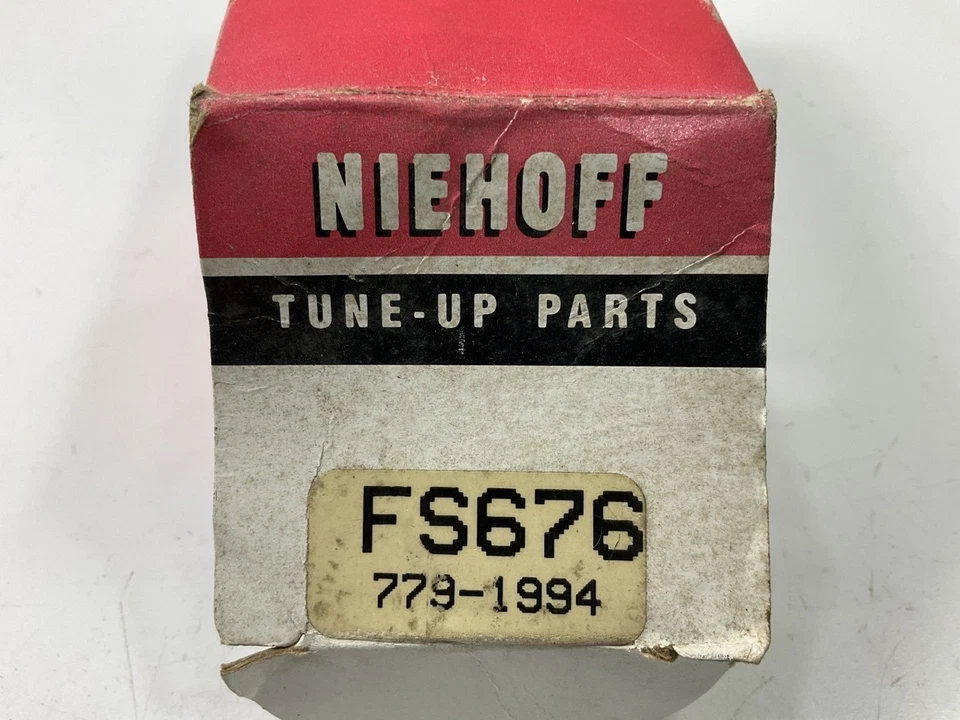 NIEHOFF
TUNE-UP PARTS
FS676
779-1994